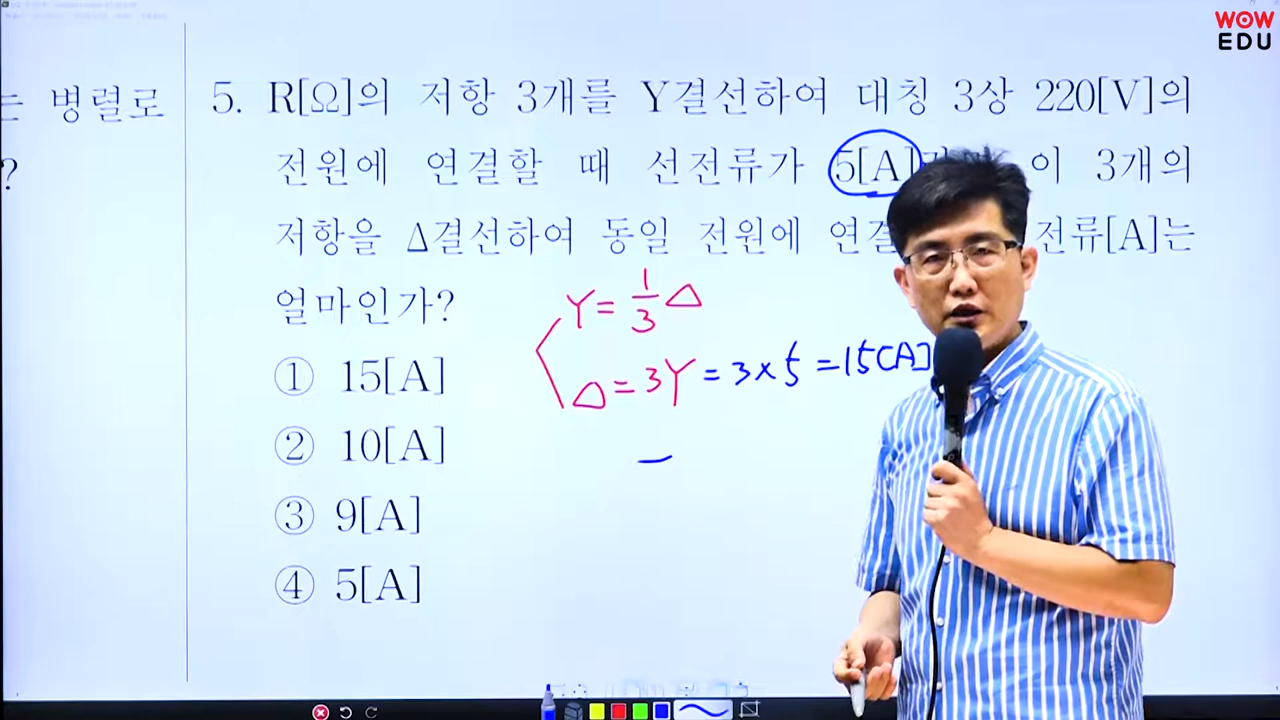 WOW
EDU
는 병렬로
?
5. R[Ω]의 저항 3개를 Y결선하여 대칭 3상 220[V]의
전원에 연결할 때 선전류가 5[A] 이 3개의
저항을 Δ결선하여 동일 전원에 연결 전류[A]는
얼마인가?
Y = 1/3 Δ
Δ = 3Y = 3 × 5 = 15[A]
① 15[A]
② 10[A]
③ 9[A]
④ 5[A]